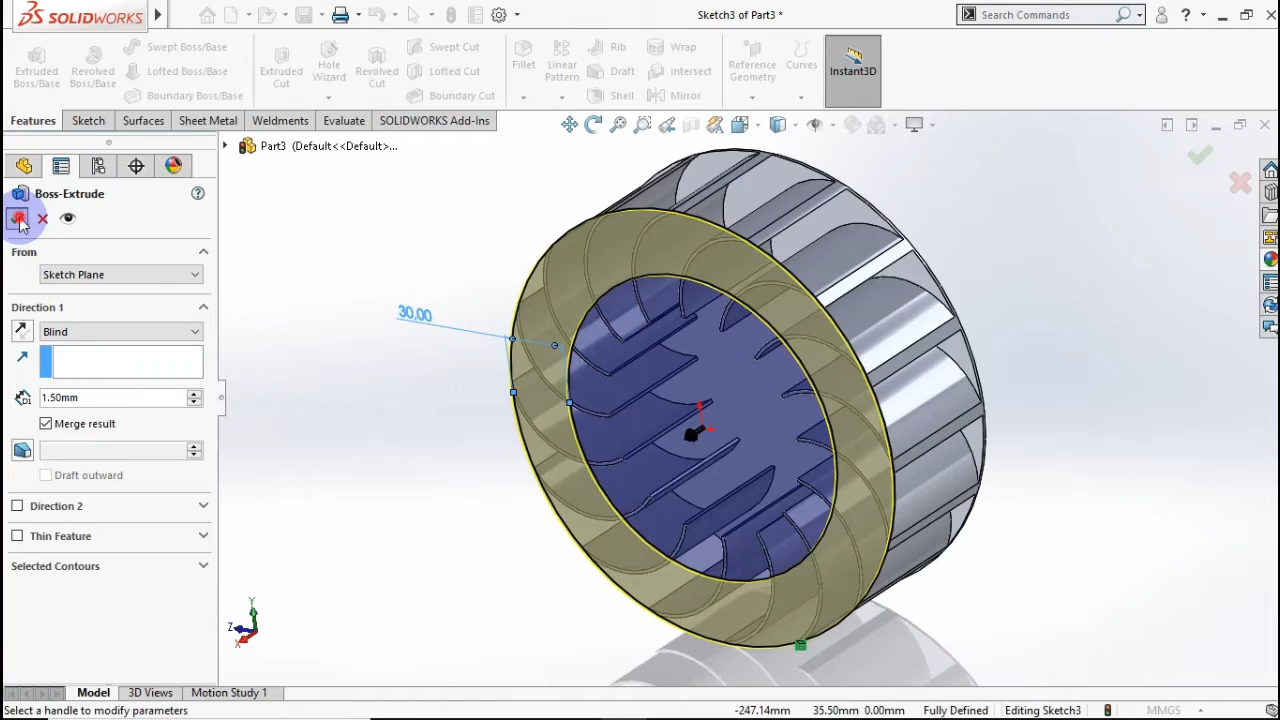 SOLIDWORKS
Sketch3 of Part3 *
Search Commands
?
Extruded Boss/Base
Revolved Boss/Base
Swept Boss/Base
Lofted Boss/Base
Boundary Boss/Base
Extruded Cut
Hole Wizard
Revolved Cut
Swept Cut
Lofted Cut
Boundary Cut
Fillet
Linear Pattern
Rib
Draft
Shell
Wrap
Intersect
Mirror
Reference Geometry
Curves
Instant3D
Features
Sketch
Surfaces
Sheet Metal
Weldments
Evaluate
SOLIDWORKS Add-Ins
Part3 (Default<<Default>...
Boss-Extrude
?
From
Sketch Plane
Direction 1
Blind
D1
1.50mm
Merge result
Draft outward
Direction 2
Thin Feature
Selected Contours
30.00
Y
Z
X
Model
3D Views
Motion Study 1
Select a handle to modify parameters
-247.14mm
35.50mm 0.00mm
Fully Defined
Editing Sketch3
MMGS